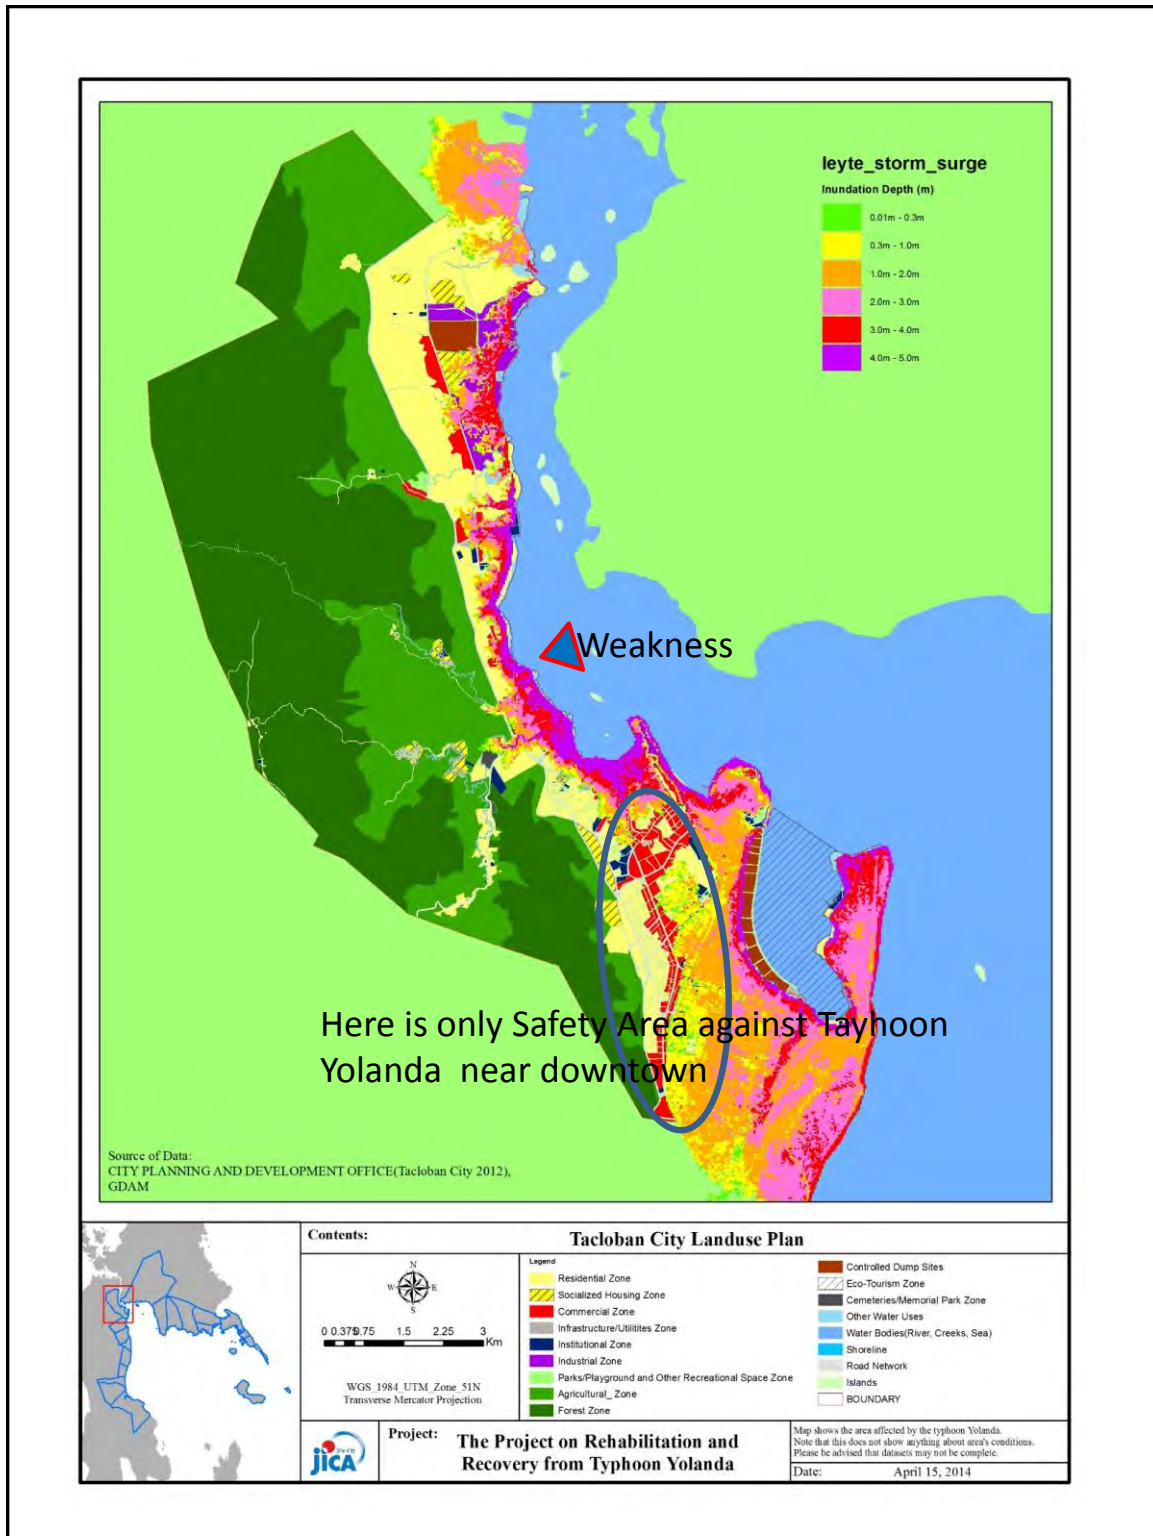 leyte_storm_surge
Inundation Depth (m)
0.01m - 0.3m
0.3m - 1.0m
1.0m - 2.0m
2.0m - 3.0m
3.0m - 4.0m
4.0m - 5.0m
Weakness
Here is only Safety Area against Tayhoon
Yolanda near downtown
Source of Data:
CITY PLANNING AND DEVELOPMENT OFFICE(Tacloban City 2012),
GDAM
Contents:
Tacloban City Landuse Plan
N
W E
S
0 0.375 0.75 1.5 2.25 3
Km
WGS_1984_UTM_Zone_51N
Transverse Mercator Projection
Legend
Residential Zone
Socialized Housing Zone
Commercial Zone
Infrastructure/Utilitites Zone
Institutional Zone
Industrial Zone
Parks/Playground and Other Recreational Space Zone
Agricultural_ Zone
Forest Zone
Controlled Dump Sites
Eco-Tourism Zone
Cemeteries/Memorial Park Zone
Other Water Uses
Water Bodies(River, Creeks, Sea)
Shoreline
Road Network
Islands
BOUNDARY
ジャイカ
JICA
Project:
The Project on Rehabilitation and
Recovery from Typhoon Yolanda
Map shows the area affected by the typhoon Yolanda.
Note that this does not show anything about area's conditions.
Please be advised that datasets may not be complete.
Date: April 15, 2014